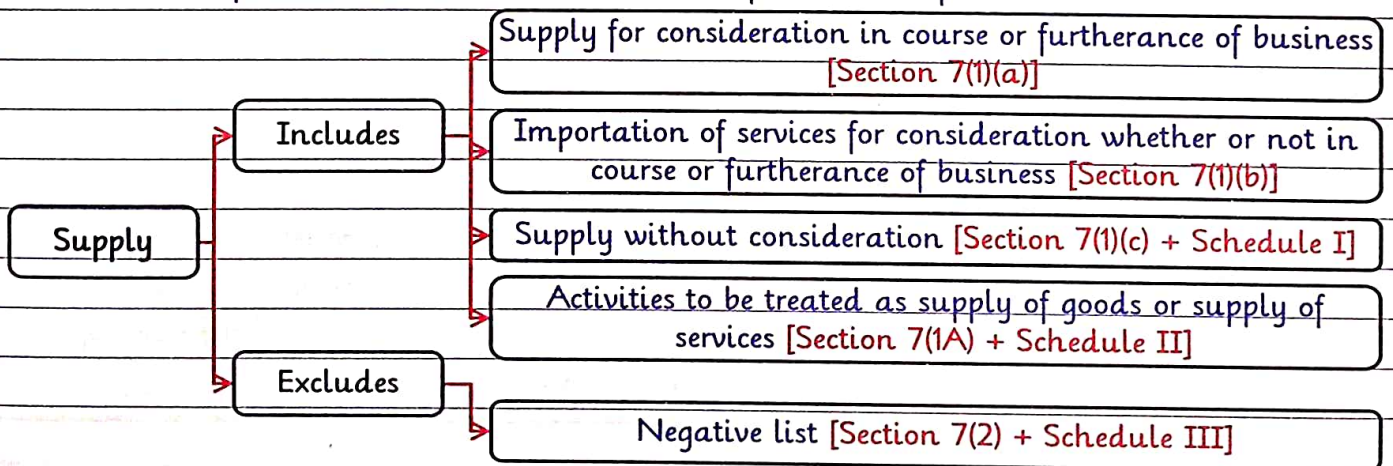 Supply for consideration in course or furtherance of business
[Section 7(1)(a)]
Includes
Importation of services for consideration whether or not in
course or furtherance of business [Section 7(1)(b)]
Supply
Supply without consideration [Section 7(1)(c) + Schedule I]
Activities to be treated as supply of goods or supply of
services [Section 7(1A) + Schedule II]
Excludes
Negative list [Section 7(2) + Schedule III]